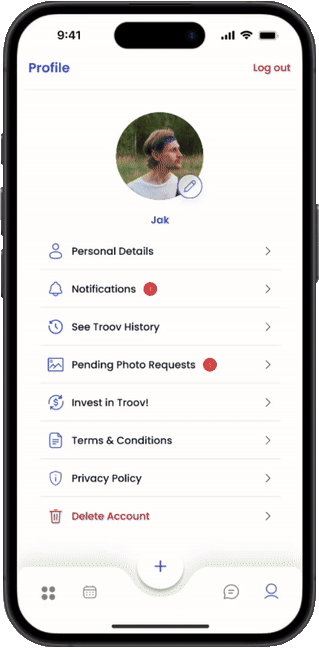 9:41
Profile
Log out
Jak
Personal Details
Notifications
See Troov History
Pending Photo Requests
Invest in Troov!
Terms & Conditions
Privacy Policy
Delete Account